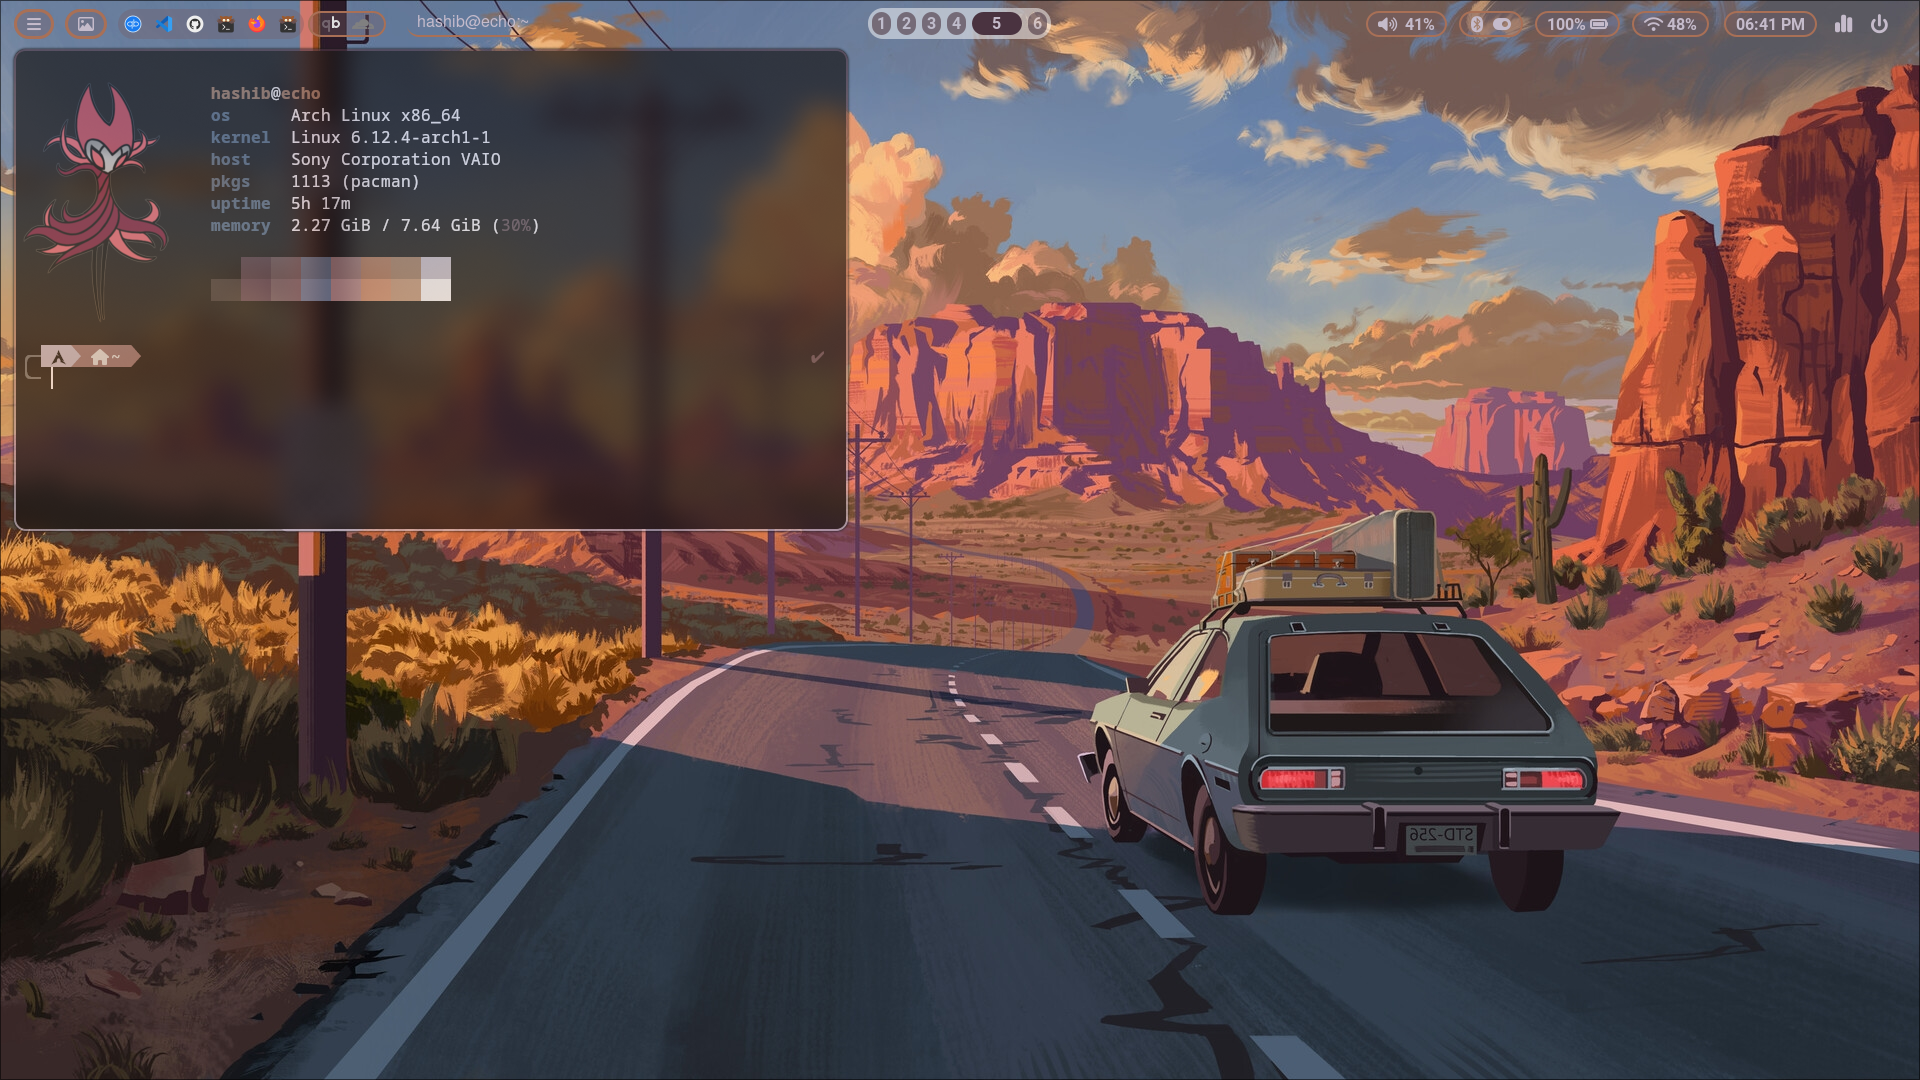 qb
hashib@echo:~
1 2 3 4 5 6
41%
100%
48%
06:41 PM
hashib@echo
os Arch Linux x86_64
kernel Linux 6.12.4-arch1-1
host Sony Corporation VAIO
pkgs 1113 (pacman)
uptime 5h 17m
memory 2.27 GiB / 7.64 GiB (30%)
~
STD-256